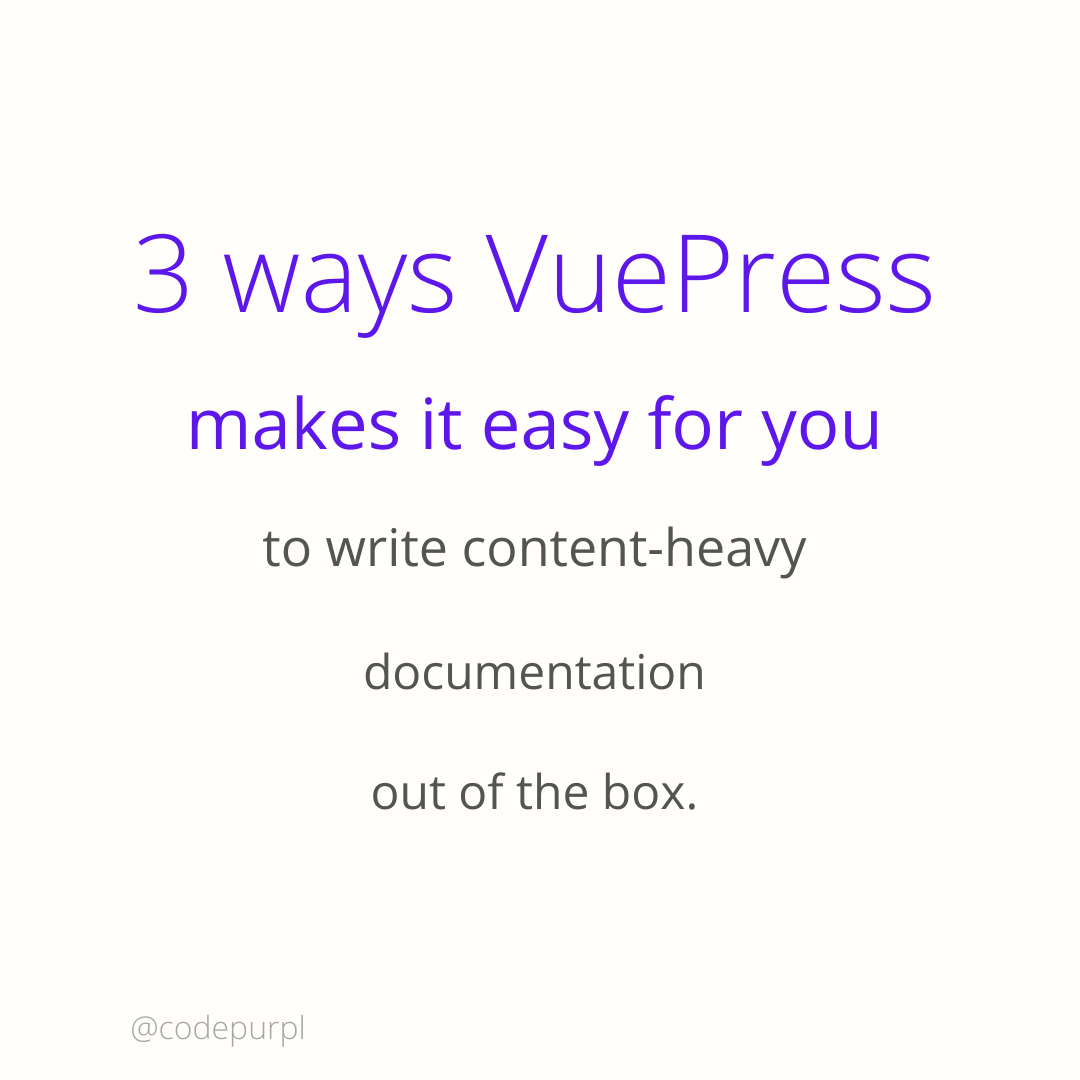 3 ways VuePress
makes it easy for you
to write content-heavy
documentation
out of the box.
@codepurpl